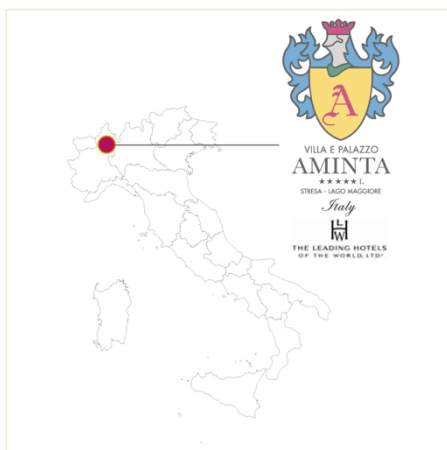 A
VILLA E PALAZZO
AMINTA
★★★★★ L
STRESA - LAGO MAGGIORE
Italy
L
H
W
THE LEADING HOTELS
OF THE WORLD, LTD.®